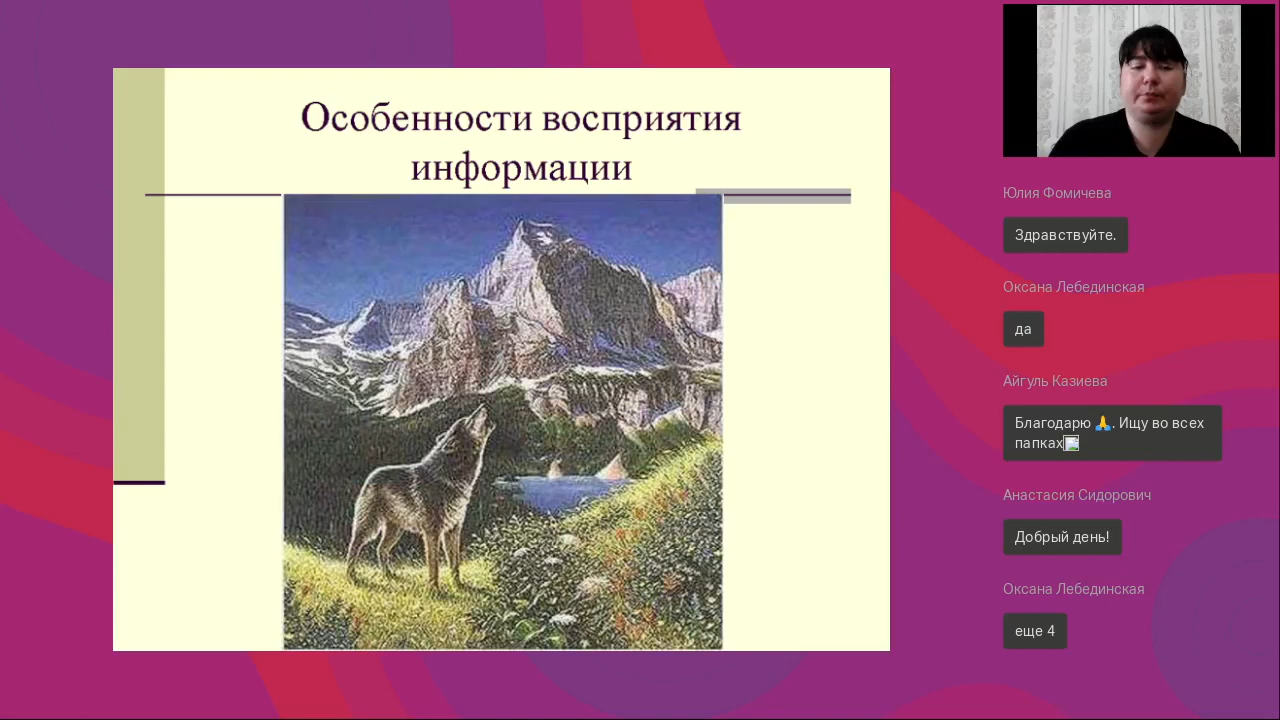 Особенности восприятия
информации
Юлия Фомичева
Здравствуйте.
Оксана Лебединская
да
Айгуль Казиева
Благодарю 🙏. Ищу во всех
папках
Анастасия Сидорович
Добрый день!
Оксана Лебединская
еще 4